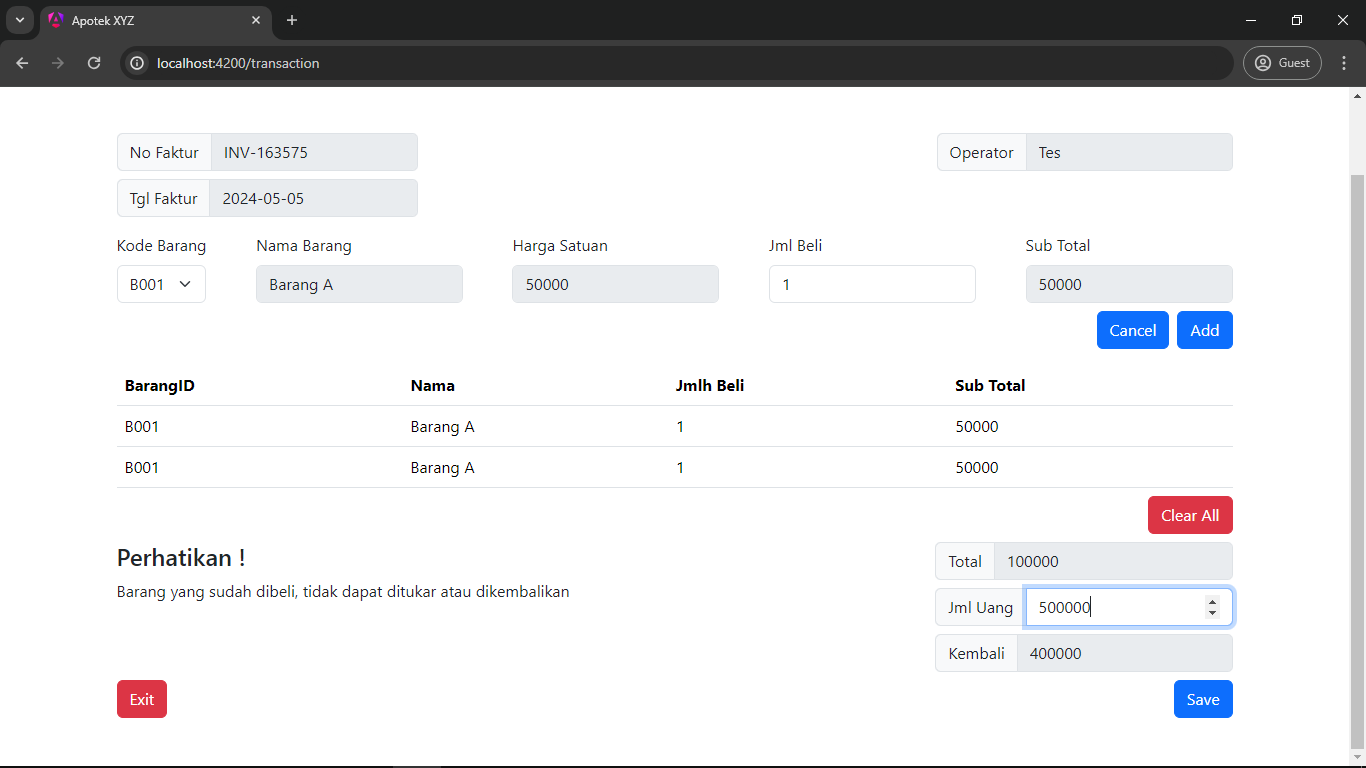 Apotek XYZ
localhost:4200/transaction
Guest
No Faktur INV-163575 Operator Tes
Tgl Faktur 2024-05-05
Kode Barang Nama Barang Harga Satuan Jml Beli Sub Total
B001 Barang A 50000 1 50000
Cancel Add
BarangID Nama Jmlh Beli Sub Total
B001 Barang A 1 50000
B001 Barang A 1 50000
Clear All
Perhatikan !
Barang yang sudah dibeli, tidak dapat ditukar atau dikembalikan
Total 100000
Jml Uang 500000
Kembali 400000
Exit Save